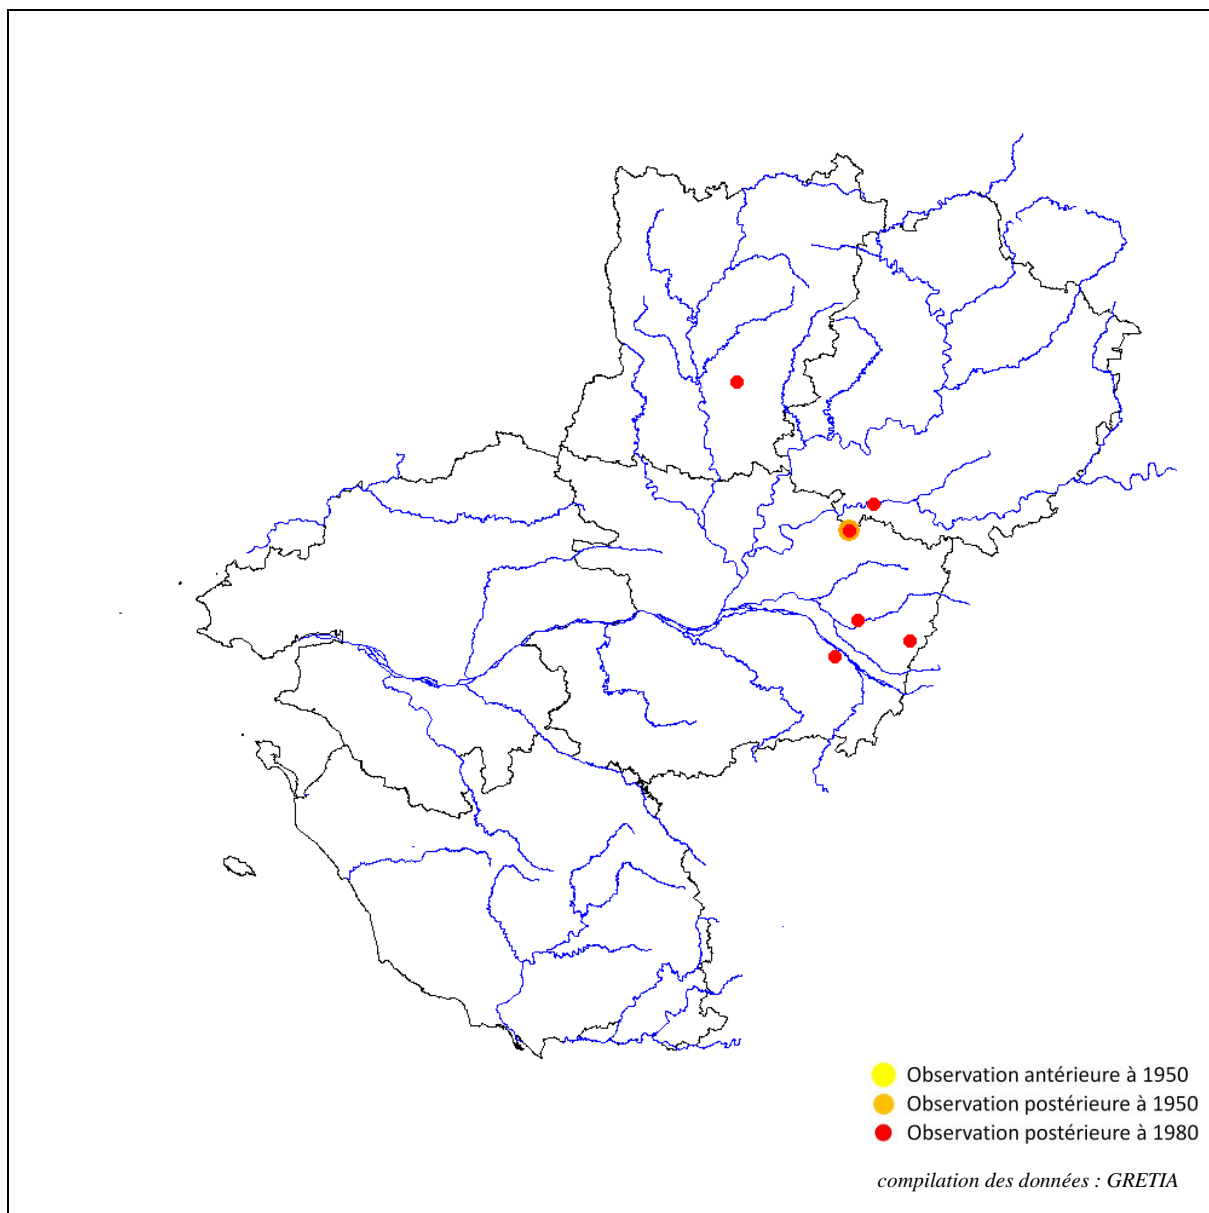 Observation antérieure à 1950
Observation postérieure à 1950
Observation postérieure à 1980
compilation des données : GRETIA